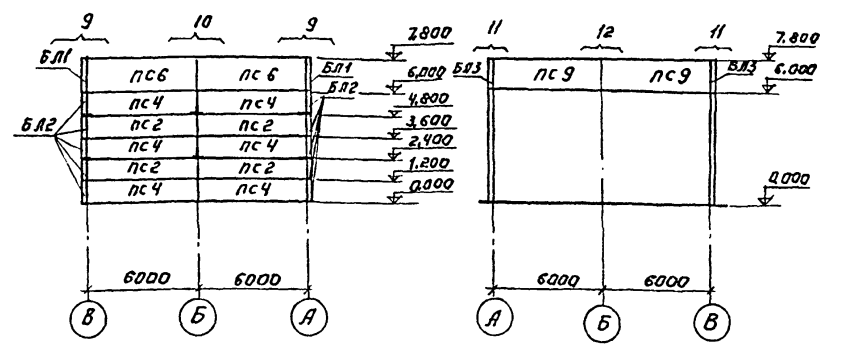 9 10 9
7.800
БЛ1 ПС6 ПС6 БЛ1
6,000
БЛ2
ПС4 ПС4
4,800
БЛ2 ПС2 ПС2
3,600
ПС4 ПС4
2,400
ПС2 ПС2
1.200
ПС4 ПС4
0.000
6000 6000
В Б А
11 12 11
7.800
БЛ3 ПС9 ПС9 БЛ3
6.000
0.000
6000 6000
А Б В